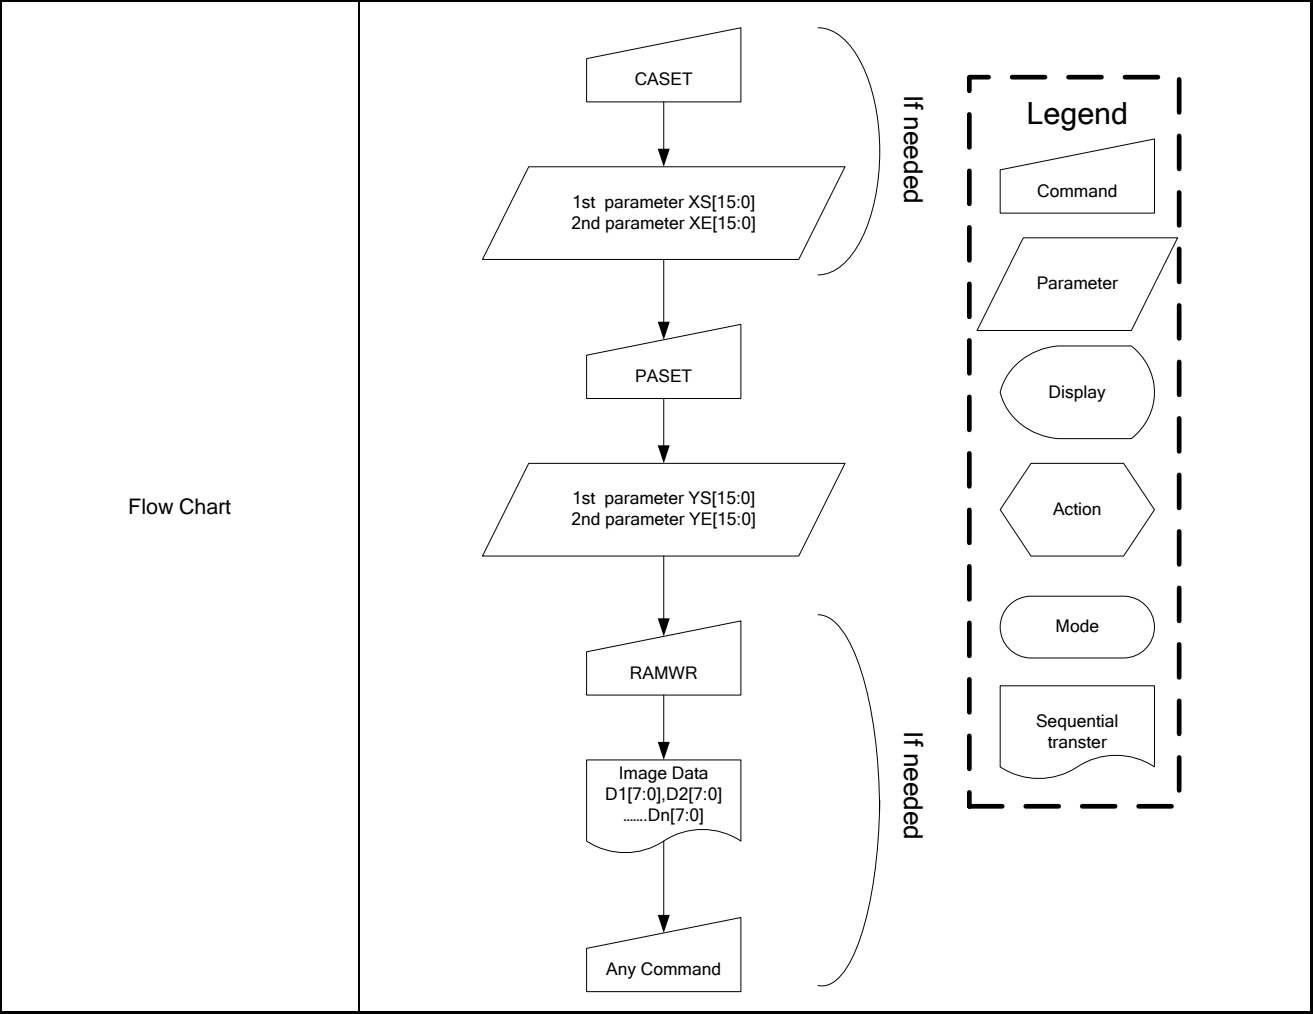 Flow Chart
CASET
1st  parameter XS[15:0]
2nd parameter XE[15:0]
If needed
PASET
1st  parameter YS[15:0]
2nd parameter YE[15:0]
RAMWR
Image Data
D1[7:0],D2[7:0]
.......Dn[7:0]
Any Command
If needed
Legend
Command
Parameter
Display
Action
Mode
Sequential
transter